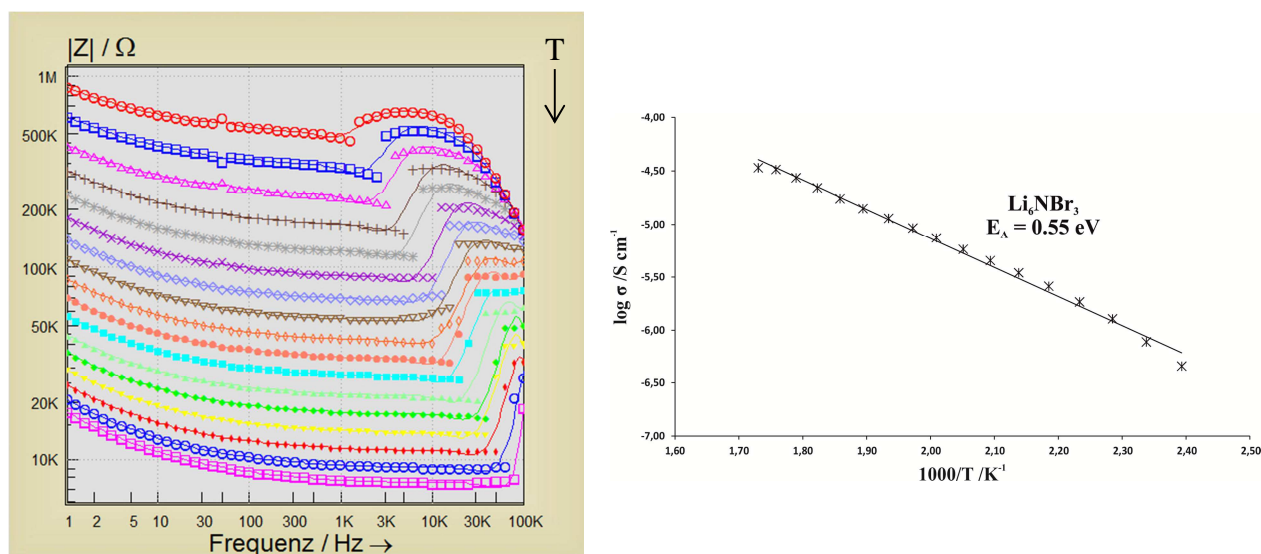 |Z| / Ω
T
1M
500K
200K
100K
50K
20K
10K
1 2 5 10 30 100 300 1K 3K 10K 30K 100K
Frequenz / Hz →
-4,00
-4,50
-5,00
-5,50
-6,00
-6,50
-7,00
log σ /S cm⁻¹
Li₆NBr₃
E_A = 0.55 eV
1,60 1,70 1,80 1,90 2,00 2,10 2,20 2,30 2,40 2,50
1000/T /K⁻¹